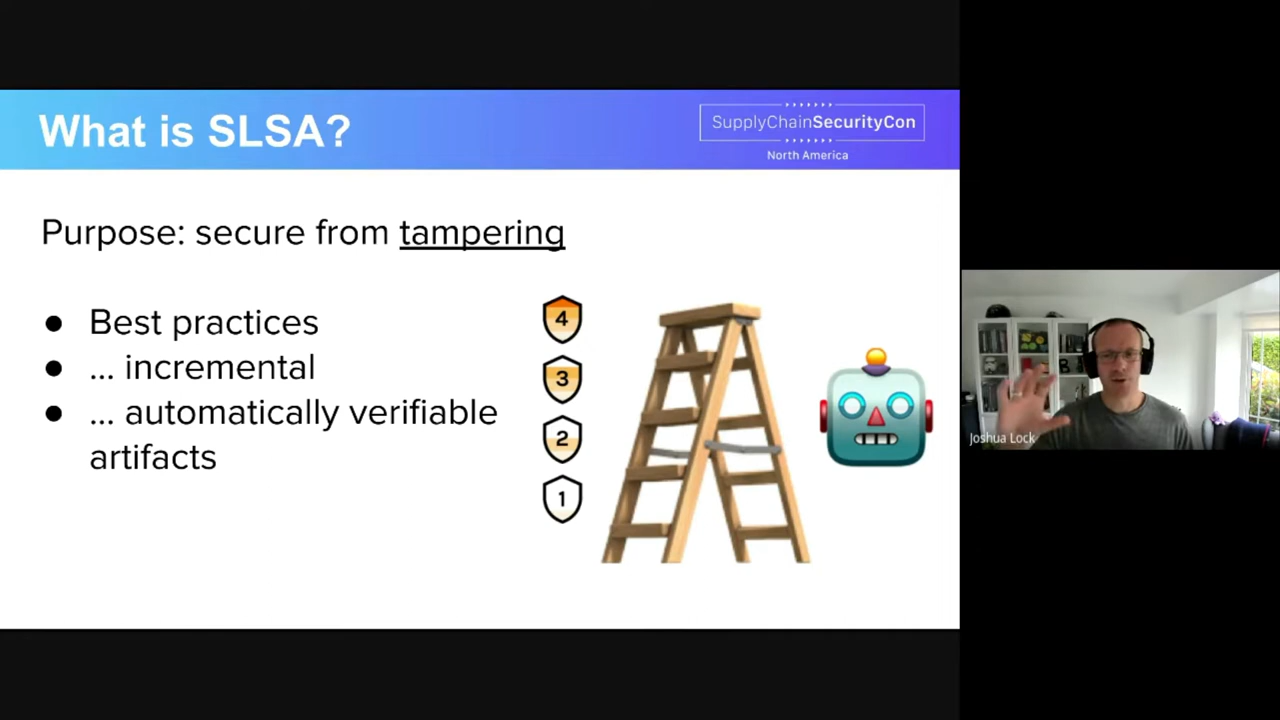 What is SLSA?
SupplyChainSecurityCon
North America
Purpose: secure from tampering
● Best practices
● ... incremental
● ... automatically verifiable
artifacts
4
3
2
1
Joshua Lock